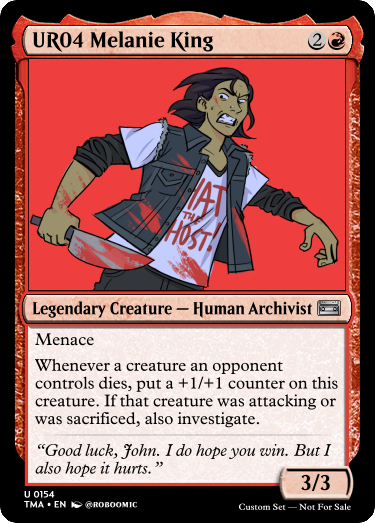 UR04 Melanie King 2
WHAT
THE
HOST!
Legendary Creature — Human Archivist
Menace
Whenever a creature an opponent
controls dies, put a +1/+1 counter on this
creature. If that creature was attacking or
was sacrificed, also investigate.
“Good luck, John. I do hope you win. But I
also hope it hurts.”
3/3
U 0154
TMA • EN @ROBOOMIC
Custom Set — Not For Sale